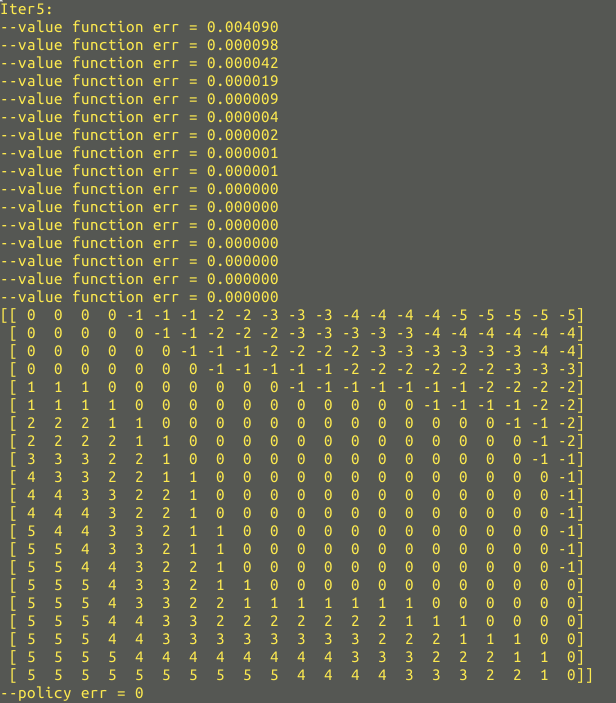 Iter5:
--value function err = 0.004090
--value function err = 0.000098
--value function err = 0.000042
--value function err = 0.000019
--value function err = 0.000009
--value function err = 0.000004
--value function err = 0.000002
--value function err = 0.000001
--value function err = 0.000001
--value function err = 0.000000
--value function err = 0.000000
--value function err = 0.000000
--value function err = 0.000000
--value function err = 0.000000
--value function err = 0.000000
--value function err = 0.000000
[[ 0 0 0 0 -1 -1 -1 -2 -2 -3 -3 -3 -4 -4 -4 -4 -5 -5 -5 -5 -5]
[ 0 0 0 0 0 -1 -1 -2 -2 -2 -3 -3 -3 -3 -3 -4 -4 -4 -4 -4 -4]
[ 0 0 0 0 0 0 -1 -1 -1 -2 -2 -2 -2 -3 -3 -3 -3 -3 -3 -4 -4]
[ 0 0 0 0 0 0 0 -1 -1 -1 -1 -1 -2 -2 -2 -2 -2 -2 -3 -3 -3]
[ 1 1 1 0 0 0 0 0 0 0 -1 -1 -1 -1 -1 -1 -1 -2 -2 -2 -2]
[ 1 1 1 1 0 0 0 0 0 0 0 0 0 0 0 -1 -1 -1 -1 -2 -2]
[ 2 2 2 1 1 0 0 0 0 0 0 0 0 0 0 0 0 0 -1 -1 -2]
[ 2 2 2 2 1 1 0 0 0 0 0 0 0 0 0 0 0 0 0 -1 -2]
[ 3 3 3 2 2 1 0 0 0 0 0 0 0 0 0 0 0 0 0 -1 -1]
[ 4 3 3 2 2 1 1 0 0 0 0 0 0 0 0 0 0 0 0 0 -1]
[ 4 4 3 3 2 2 1 0 0 0 0 0 0 0 0 0 0 0 0 0 -1]
[ 4 4 4 3 2 2 1 0 0 0 0 0 0 0 0 0 0 0 0 0 -1]
[ 5 4 4 3 3 2 1 1 0 0 0 0 0 0 0 0 0 0 0 0 -1]
[ 5 5 4 3 3 2 1 1 0 0 0 0 0 0 0 0 0 0 0 0 -1]
[ 5 5 4 4 3 2 2 1 0 0 0 0 0 0 0 0 0 0 0 0 -1]
[ 5 5 5 4 3 3 2 1 1 0 0 0 0 0 0 0 0 0 0 0 0]
[ 5 5 5 4 3 3 2 2 1 1 1 1 1 1 1 0 0 0 0 0 0]
[ 5 5 5 4 4 3 3 2 2 2 2 2 2 2 1 1 1 0 0 0 0]
[ 5 5 5 4 4 3 3 3 3 3 3 3 3 2 2 2 1 1 1 0 0]
[ 5 5 5 5 4 4 4 4 4 4 4 4 3 3 3 2 2 2 1 1 0]
[ 5 5 5 5 5 5 5 5 5 5 4 4 4 4 3 3 3 2 2 1 0]]
--policy err = 0